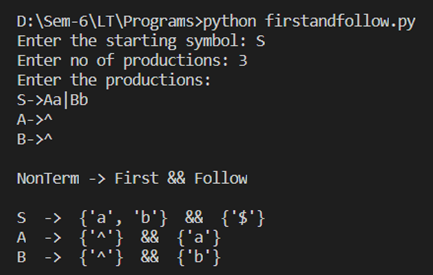 D:\Sem-6\LT\Programs>python firstandfollow.py
Enter the starting symbol: S
Enter no of productions: 3
Enter the productions:
S->Aa|Bb
A->^
B->^
NonTerm -> First && Follow
S  ->  {'a', 'b'}  &&  {'$'}
A  ->  {'^'}  &&  {'a'}
B  ->  {'^'}  &&  {'b'}